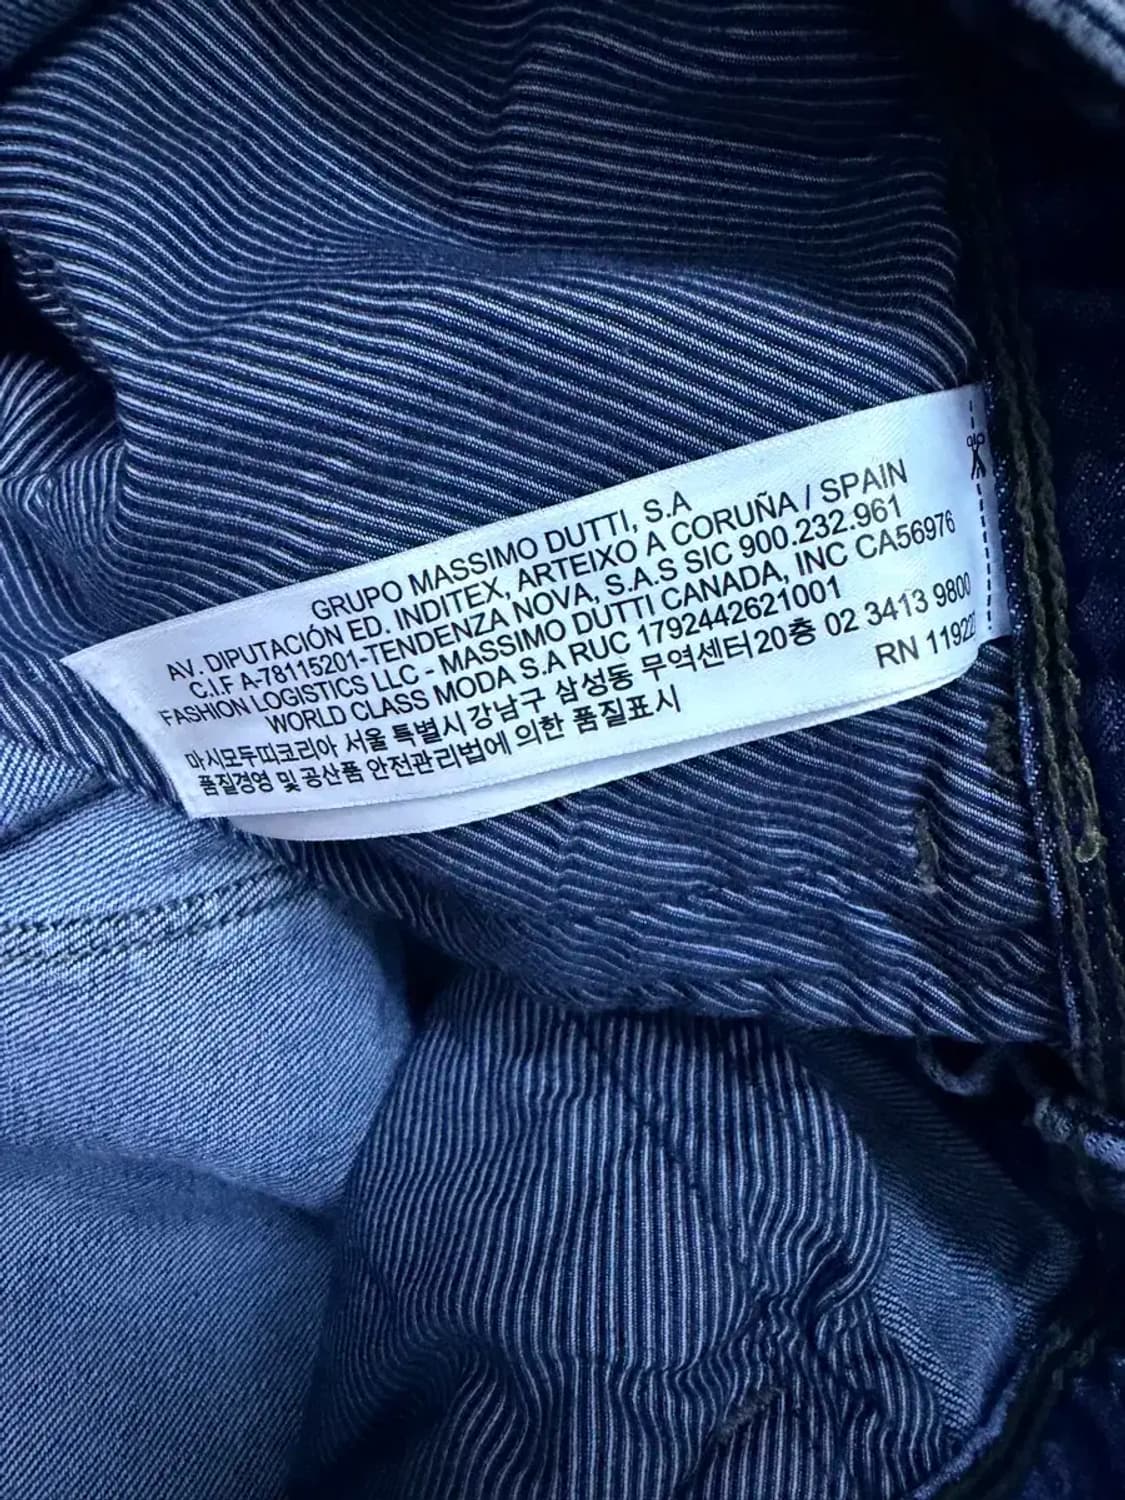 GRUPO MASSIMO DUTTI, S.A
AV. DIPUTACIÓN ED. INDITEX, ARTEIXO A CORUÑA / SPAIN
C.I.F A-78115201-TENDENZA NOVA, S.A.S SIC 900.232.961
FASHION LOGISTICS LLC - MASSIMO DUTTI CANADA, INC CA56976
WORLD CLASS MODA S.A RUC 1792442621001
마시모두띠코리아 서울 특별시 강남구 삼성동 무역센터20층 02 3413 9800
품질경영 및 공산품 안전관리법에 의한 품질표시
RN 11922